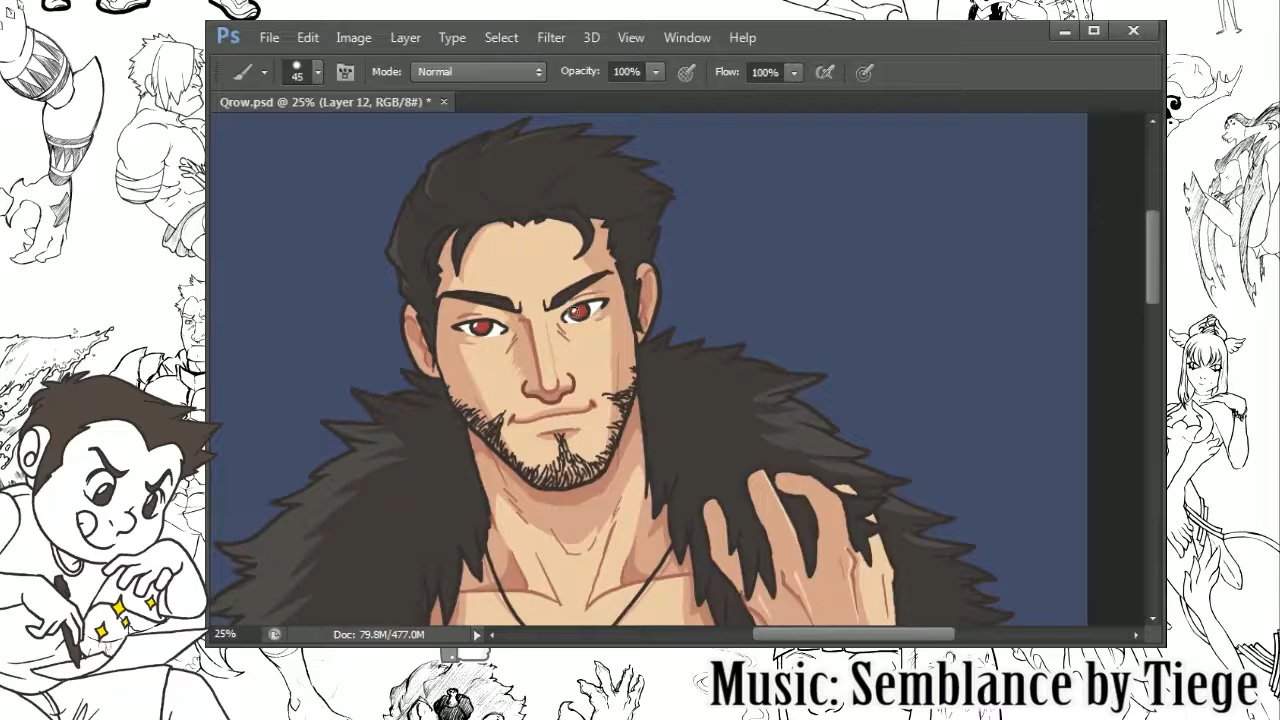 Ps File Edit Image Layer Type Select Filter 3D View Window Help
45 Mode: Normal Opacity: 100% Flow: 100%
Qrow.psd @ 25% (Layer 12, RGB/8#) * ×
25% Doc: 79.8M/477.0M
Music: Semblance by Tiege